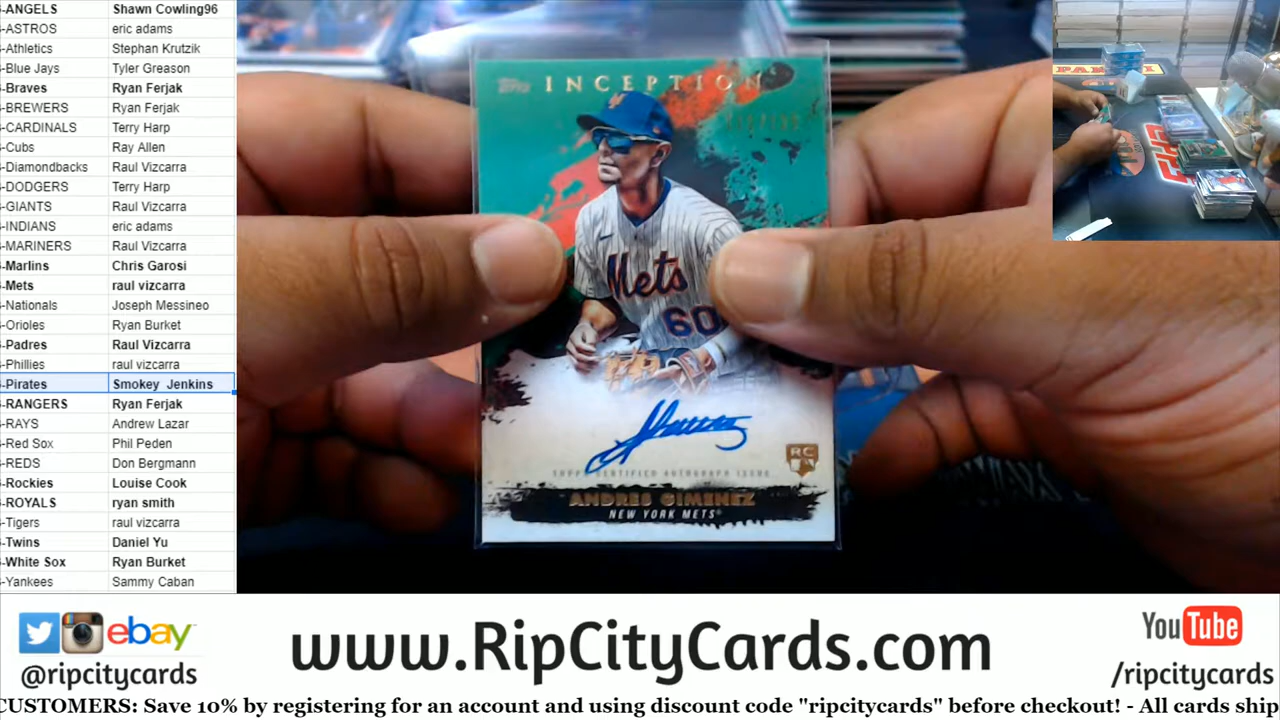 -ANGELS Shawn Cowling96
-ASTROS eric adams
-Athletics Stephan Krutzik
-Blue Jays Tyler Greason
-Braves Ryan Ferjak
-BREWERS Ryan Ferjak
-CARDINALS Terry Harp
-Cubs Ray Allen
-Diamondbacks Raul Vizcarra
-DODGERS Terry Harp
-GIANTS Raul Vizcarra
-INDIANS eric adams
-MARINERS Raul Vizcarra
-Marlins Chris Garosi
-Mets raul vizcarra
-Nationals Joseph Messineo
-Orioles Ryan Burket
-Padres Raul Vizcarra
-Phillies raul vizcarra
-Pirates Smokey Jenkins
-RANGERS Ryan Ferjak
-RAYS Andrew Lazar
-Red Sox Phil Peden
-REDS Don Bergmann
-Rockies Louise Cook
-ROYALS ryan smith
-Tigers raul vizcarra
-Twins Daniel Yu
-White Sox Ryan Burket
-Yankees Sammy Caban
Topps INCEPTION
Mets
60
TOPPS CERTIFIED AUTOGRAPH ISSUE
RC
ANDRES GIMENEZ
NEW YORK METS
PANINI
ebay
@ripcitycards
www.RipCityCards.com
YouTube
/ripcitycards
CUSTOMERS: Save 10% by registering for an account and using discount code "ripcitycards" before checkout! - All cards ship